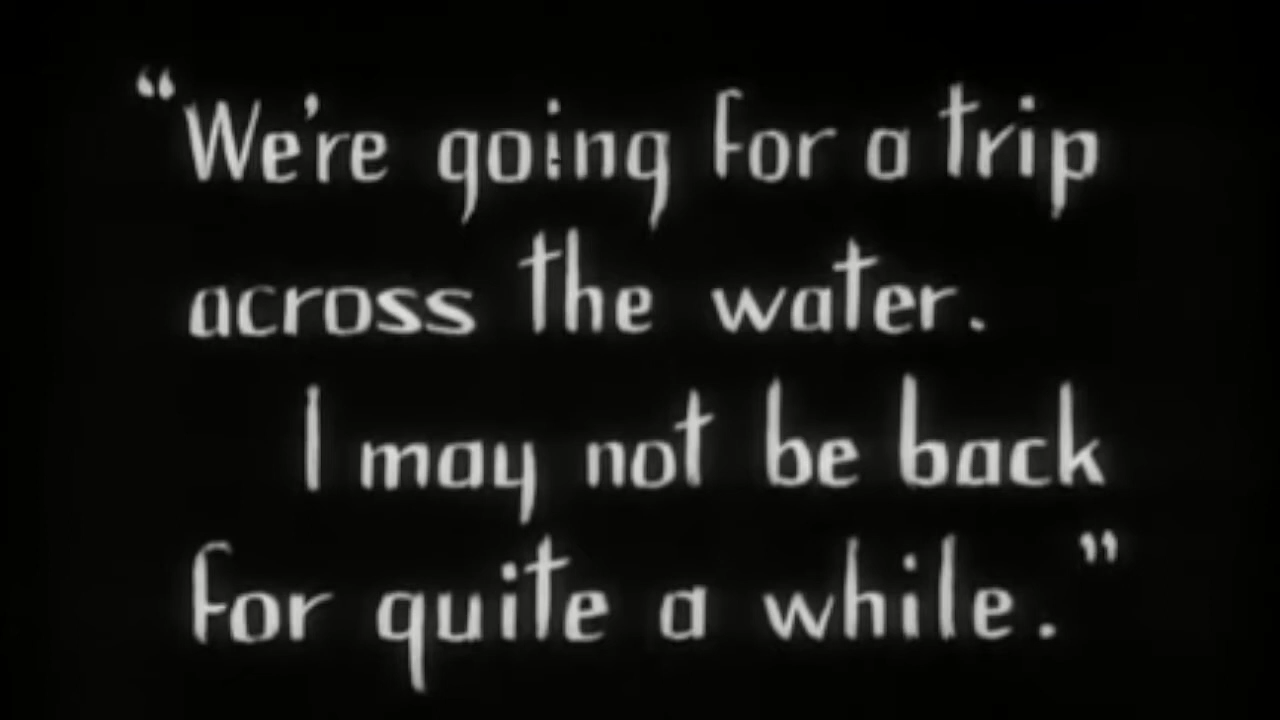 “We're going for a trip
across the water.
I may not be back
for quite a while.”